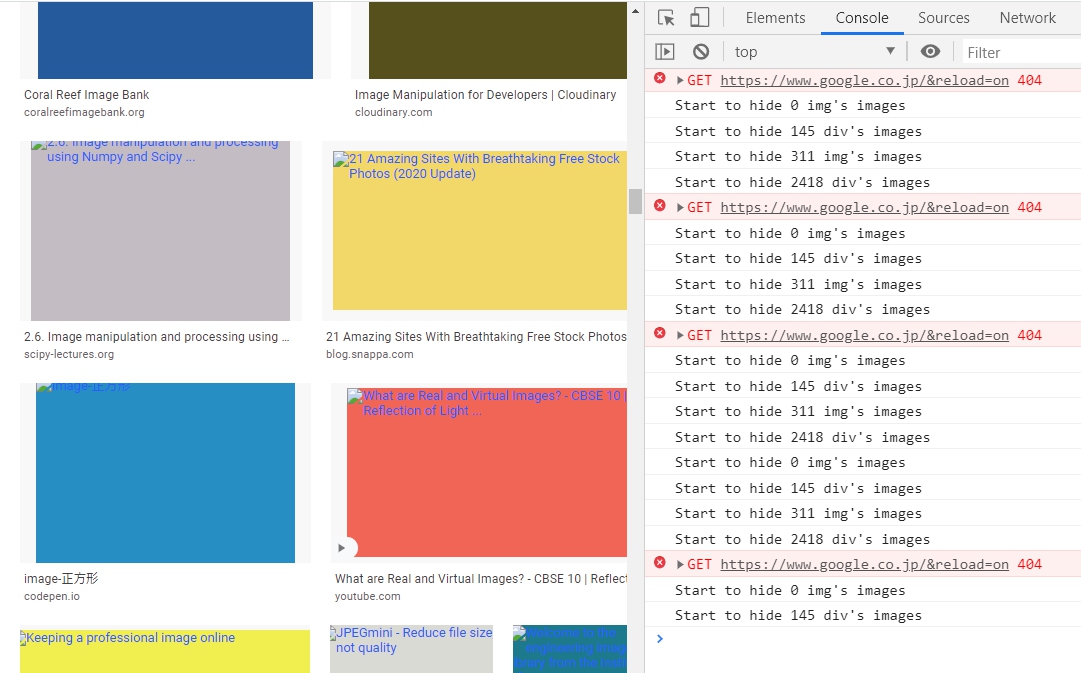 Coral Reef Image Bank
coralreefimagebank.org
Image Manipulation for Developers | Cloudinary
cloudinary.com
2.6. Image manipulation and processing
using Numpy and Scipy ...
21 Amazing Sites With Breathtaking Free Stock
Photos (2020 Update)
2.6. Image manipulation and processing using ...
scipy-lectures.org
21 Amazing Sites With Breathtaking Free Stock Photos
blog.snappa.com
image-正方形
What are Real and Virtual Images? - CBSE 10 |
Reflection of Light ...
image-正方形
codepen.io
What are Real and Virtual Images? - CBSE 10 | Reflect
youtube.com
Keeping a professional image online
JPEGmini - Reduce file size
not quality
Welcome to the
Away from the
Elements Console Sources Network
top Filter
GET https://www.google.co.jp/&reload=on 404
Start to hide 0 img's images
Start to hide 145 div's images
Start to hide 311 img's images
Start to hide 2418 div's images
GET https://www.google.co.jp/&reload=on 404
Start to hide 0 img's images
Start to hide 145 div's images
Start to hide 311 img's images
Start to hide 2418 div's images
GET https://www.google.co.jp/&reload=on 404
Start to hide 0 img's images
Start to hide 145 div's images
Start to hide 311 img's images
Start to hide 2418 div's images
Start to hide 0 img's images
Start to hide 145 div's images
Start to hide 311 img's images
Start to hide 2418 div's images
GET https://www.google.co.jp/&reload=on 404
Start to hide 0 img's images
Start to hide 145 div's images